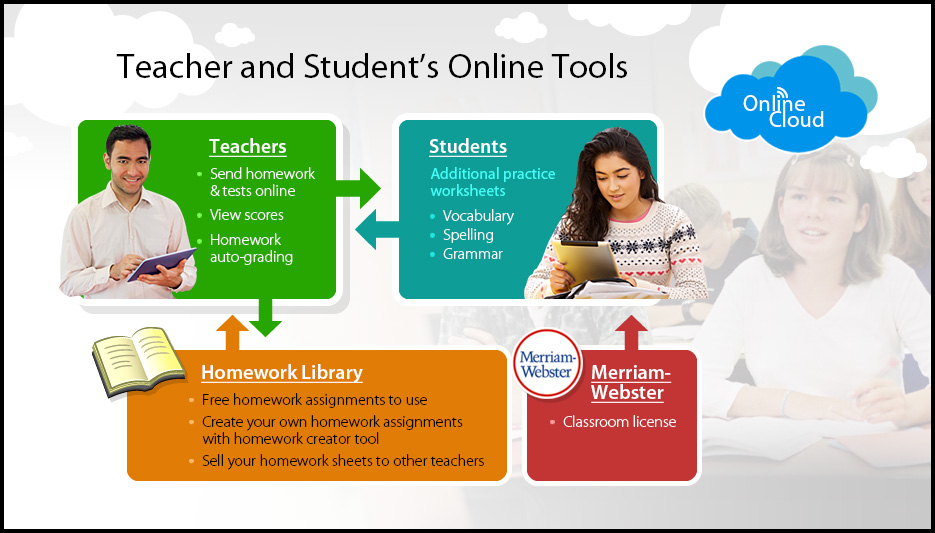 Teacher and Student's Online Tools
Online
Cloud
Teachers
• Send homework
& tests online
• View scores
• Homework
auto-grading
Students
Additional practice
worksheets
• Vocabulary
• Spelling
• Grammar
Homework Library
• Free homework assignments to use
• Create your own homework assignments
with homework creator tool
• Sell your homework sheets to other teachers
Merriam-
Webster
Merriam-
Webster
• Classroom license